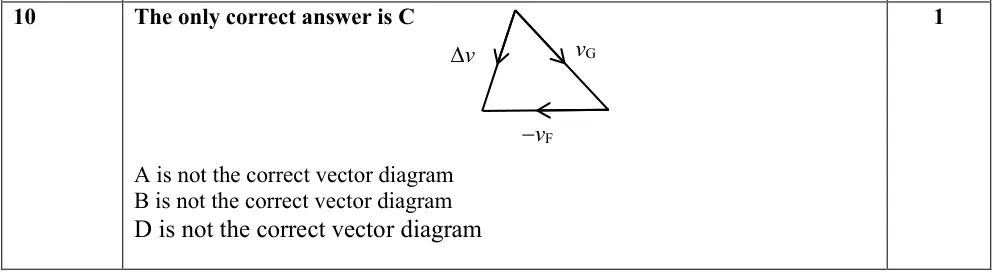 10 The only correct answer is C 1
Δv
vG
−vF
A is not the correct vector diagram
B is not the correct vector diagram
D is not the correct vector diagram